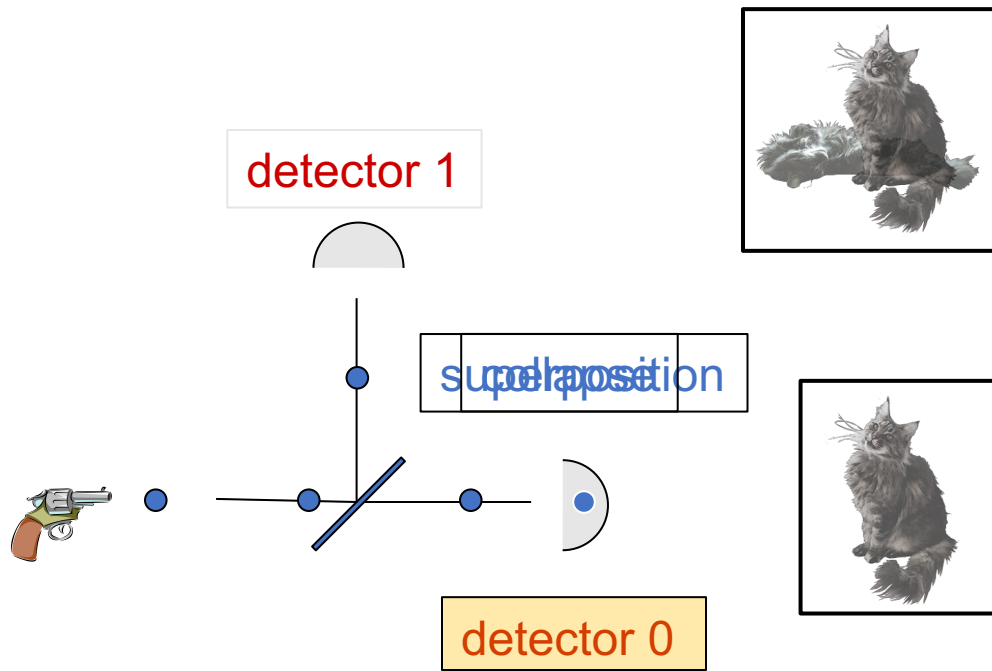 detector 1
superposition
collapse
detector 0